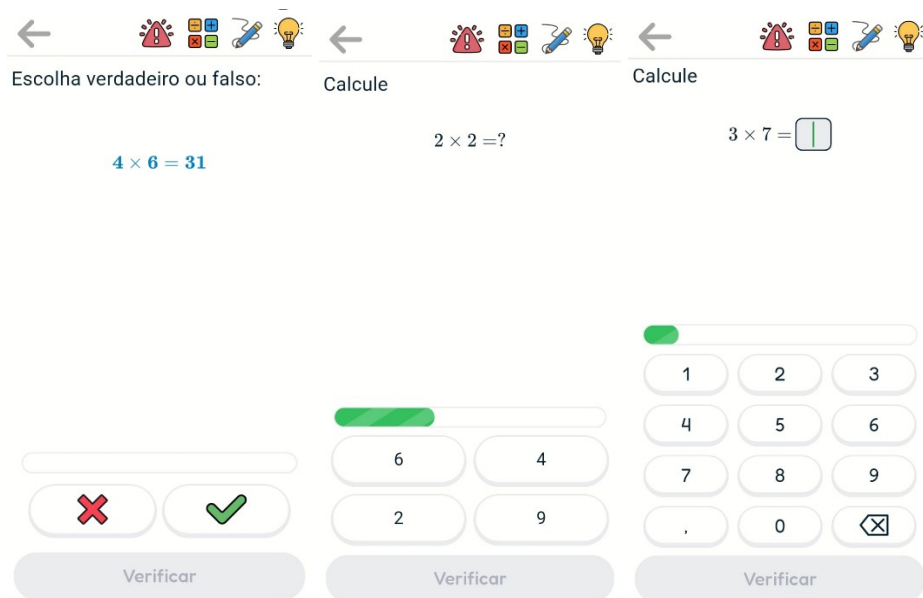 Escolha verdadeiro ou falso:
4 × 6 = 31
Verificar
Calcule
2 × 2 =?
6 4
2 9
Verificar
Calcule
3 × 7 =
1 2 3
4 5 6
7 8 9
, 0
Verificar